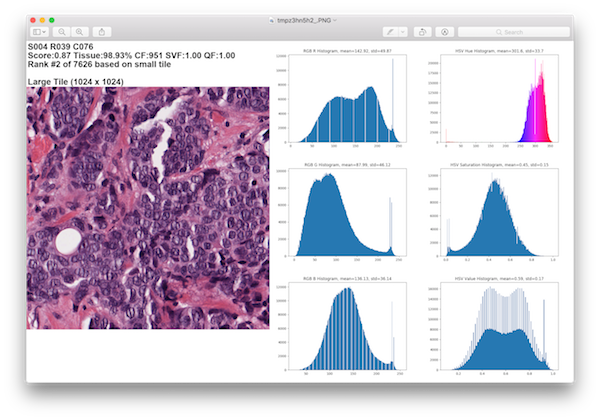 tmpz3hn5h2_.PNG
Search
S004 R039 C076
Score:0.87 Tissue:98.93% CF:951 SVF:1.00 QF:1.00
Rank #2 of 7626 based on small tile
Large Tile (1024 x 1024)
RGB R Histogram, mean=142.92, std=49.87
HSV Hue Histogram, mean=301.6, std=33.7
RGB G Histogram, mean=87.99, std=46.12
HSV Saturation Histogram, mean=0.45, std=0.15
RGB B Histogram, mean=136.13, std=36.14
HSV Value Histogram, mean=0.59, std=0.17